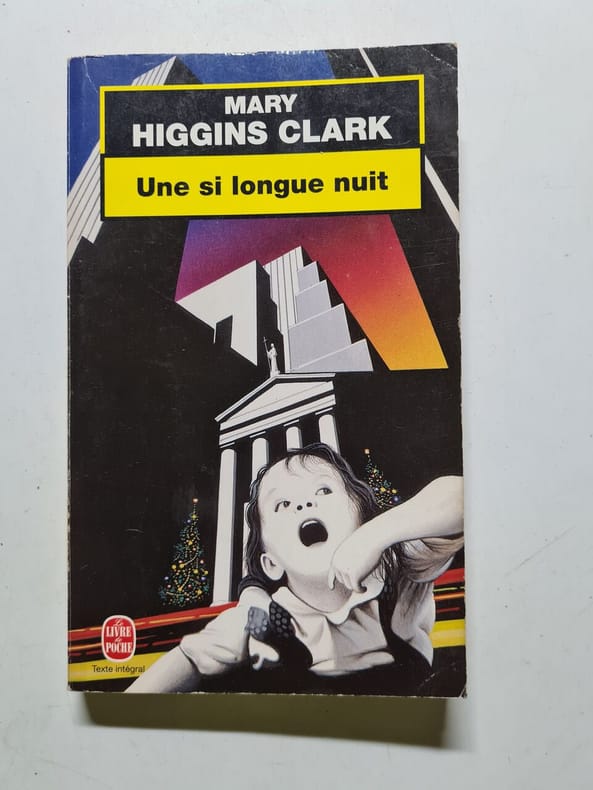 MARY
HIGGINS CLARK
Une si longue nuit
Le
LIVRE
de
POCHE
Texte intégral